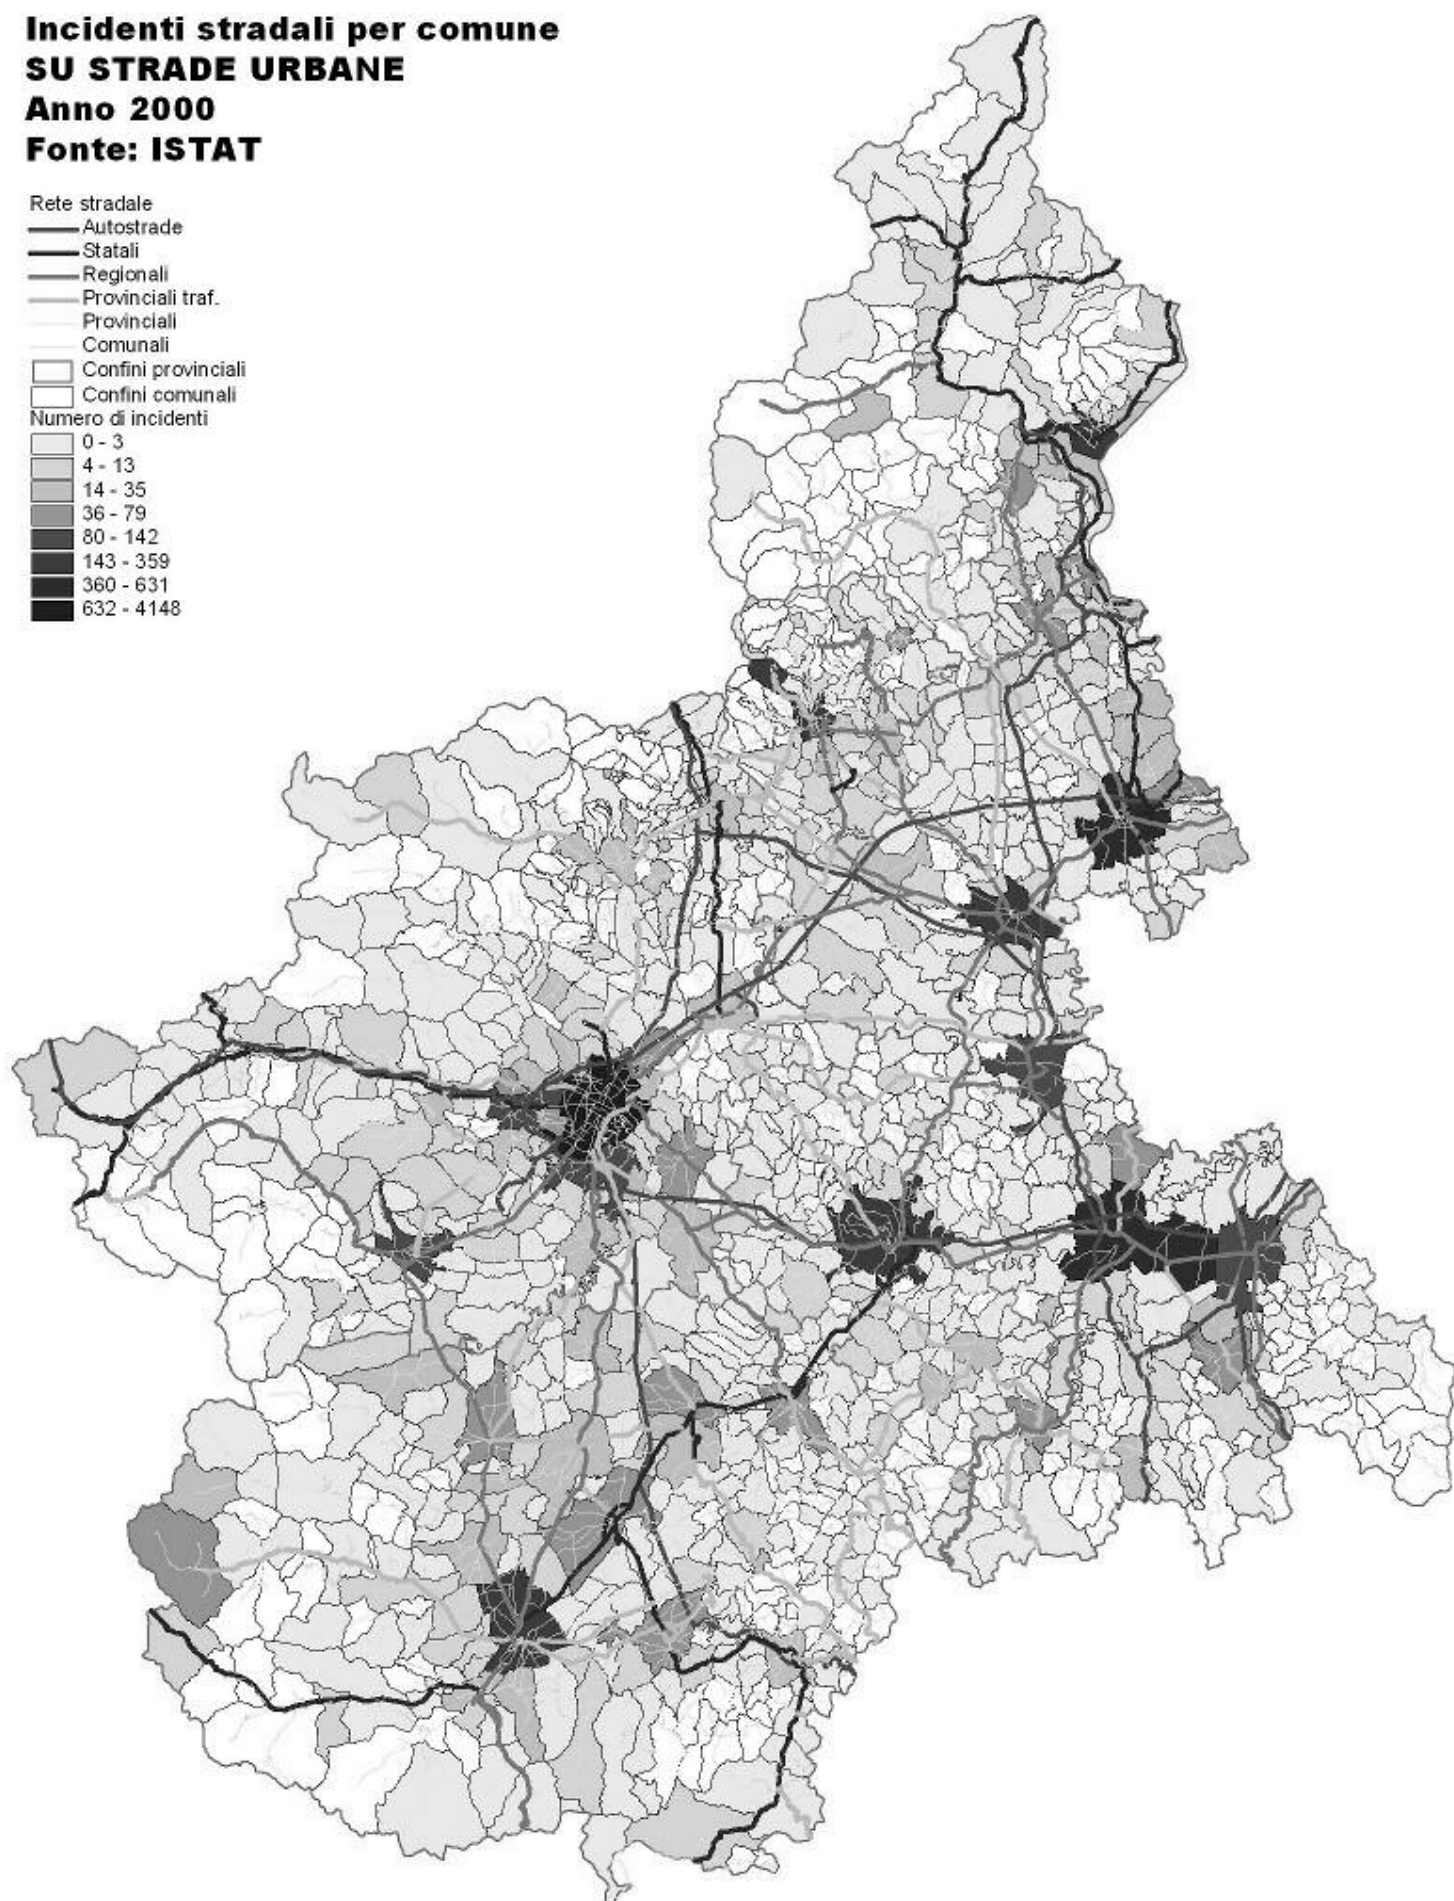 Incidenti stradali per comune
SU STRADE URBANE
Anno 2000
Fonte: ISTAT
Rete stradale
Autostrade
Statali
Regionali
Provinciali traf.
Provinciali
Comunali
Confini provinciali
Confini comunali
Numero di incidenti
0 - 3
4 - 13
14 - 35
36 - 79
80 - 142
143 - 359
360 - 631
632 - 4148